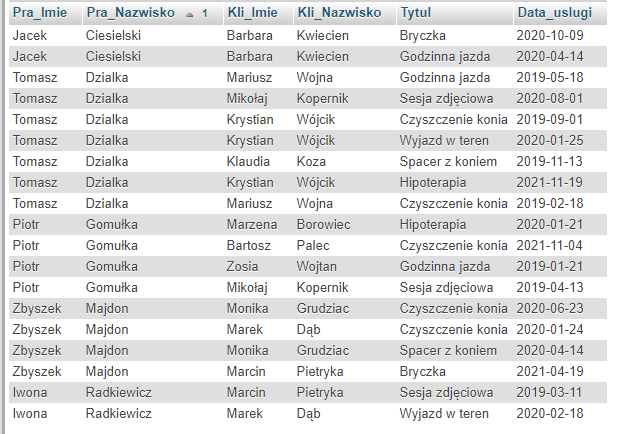 Pra_Imie Pra_Nazwisko 1 Kli_Imie Kli_Nazwisko Tytul Data_uslugi
Jacek Ciesielski Barbara Kwiecien Bryczka 2020-10-09
Jacek Ciesielski Barbara Kwiecien Godzinna jazda 2020-04-14
Tomasz Dzialka Mariusz Wojna Godzinna jazda 2019-05-18
Tomasz Dzialka Mikołaj Kopernik Sesja zdjęciowa 2020-08-01
Tomasz Dzialka Krystian Wójcik Czyszczenie konia 2019-09-01
Tomasz Dzialka Krystian Wójcik Wyjazd w teren 2020-01-25
Tomasz Dzialka Klaudia Koza Spacer z koniem 2019-11-13
Tomasz Dzialka Krystian Wójcik Hipoterapia 2021-11-19
Tomasz Dzialka Mariusz Wojna Czyszczenie konia 2019-02-18
Piotr Gomułka Marzena Borowiec Hipoterapia 2020-01-21
Piotr Gomułka Bartosz Palec Czyszczenie konia 2021-11-04
Piotr Gomułka Zosia Wojtan Godzinna jazda 2019-01-21
Piotr Gomułka Mikołaj Kopernik Sesja zdjęciowa 2019-04-13
Zbyszek Majdon Monika Grudziac Czyszczenie konia 2020-06-23
Zbyszek Majdon Marek Dąb Czyszczenie konia 2020-01-24
Zbyszek Majdon Monika Grudziac Spacer z koniem 2020-04-14
Zbyszek Majdon Marcin Pietryka Bryczka 2021-04-19
Iwona Radkiewicz Marcin Pietryka Sesja zdjęciowa 2019-03-11
Iwona Radkiewicz Marek Dąb Wyjazd w teren 2020-02-18